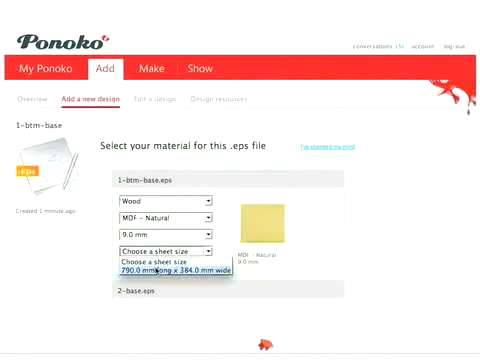 Ponoko
conversations (5) account log-out
My Ponoko Add Make Show
Overview Add a new design Edit a design Design resources
1-btm-base
Select your material for this .eps file I've changed my mind
.eps
1-btm-base.eps
Wood
MDF - Natural
9.0 mm
Choose a sheet size
Choose a sheet size
790.0 mm long x 384.0 mm wide
MDF - Natural
9.0 mm
Created 1 minute ago.
2-base.eps